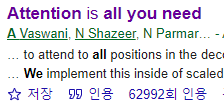 Attention is all you need
A Vaswani, N Shazeer, N Parmar... -
... to attend to all positions in the dec
... We implement this inside of scaled
저장 인용 62992회 인용